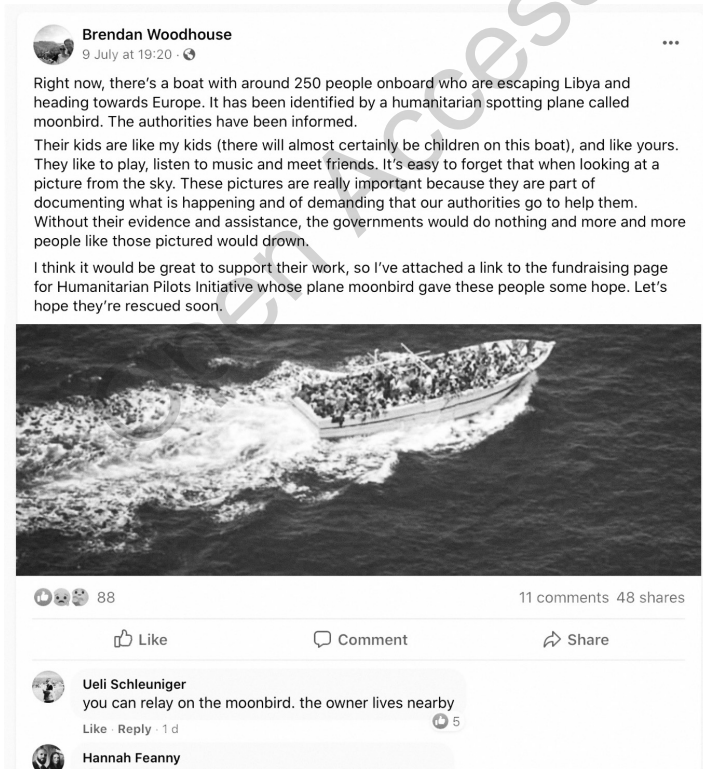 Brendan Woodhouse
9 July at 19:20 ·
Right now, there's a boat with around 250 people onboard who are escaping Libya and
heading towards Europe. It has been identified by a humanitarian spotting plane called
moonbird. The authorities have been informed.
Their kids are like my kids (there will almost certainly be children on this boat), and like yours.
They like to play, listen to music and meet friends. It's easy to forget that when looking at a
picture from the sky. These pictures are really important because they are part of
documenting what is happening and of demanding that our authorities go to help them.
Without their evidence and assistance, the governments would do nothing and more and more
people like those pictured would drown.
I think it would be great to support their work, so I've attached a link to the fundraising page
for Humanitarian Pilots Initiative whose plane moonbird gave these people some hope. Let's
hope they're rescued soon.
88
11 comments 48 shares
Like Comment Share
Ueli Schleuniger
you can relay on the moonbird. the owner lives nearby
Like · Reply · 1 d
5
Hannah Feanny
Open Access